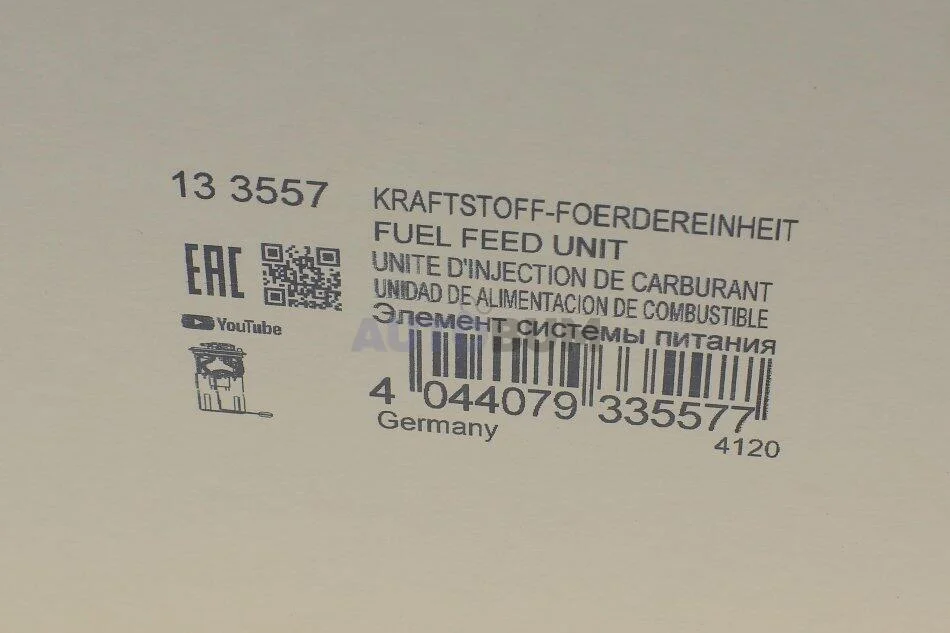 13 3557
KRAFTSTOFF-FOERDEREINHEIT
FUEL FEED UNIT
UNITE D'INJECTION DE CARBURANT
UNIDAD DE ALIMENTACION DE COMBUSTIBLE
Элемент системы питания
EAC
YouTube
AUTOBUM
4 044079 335577
Germany
4120